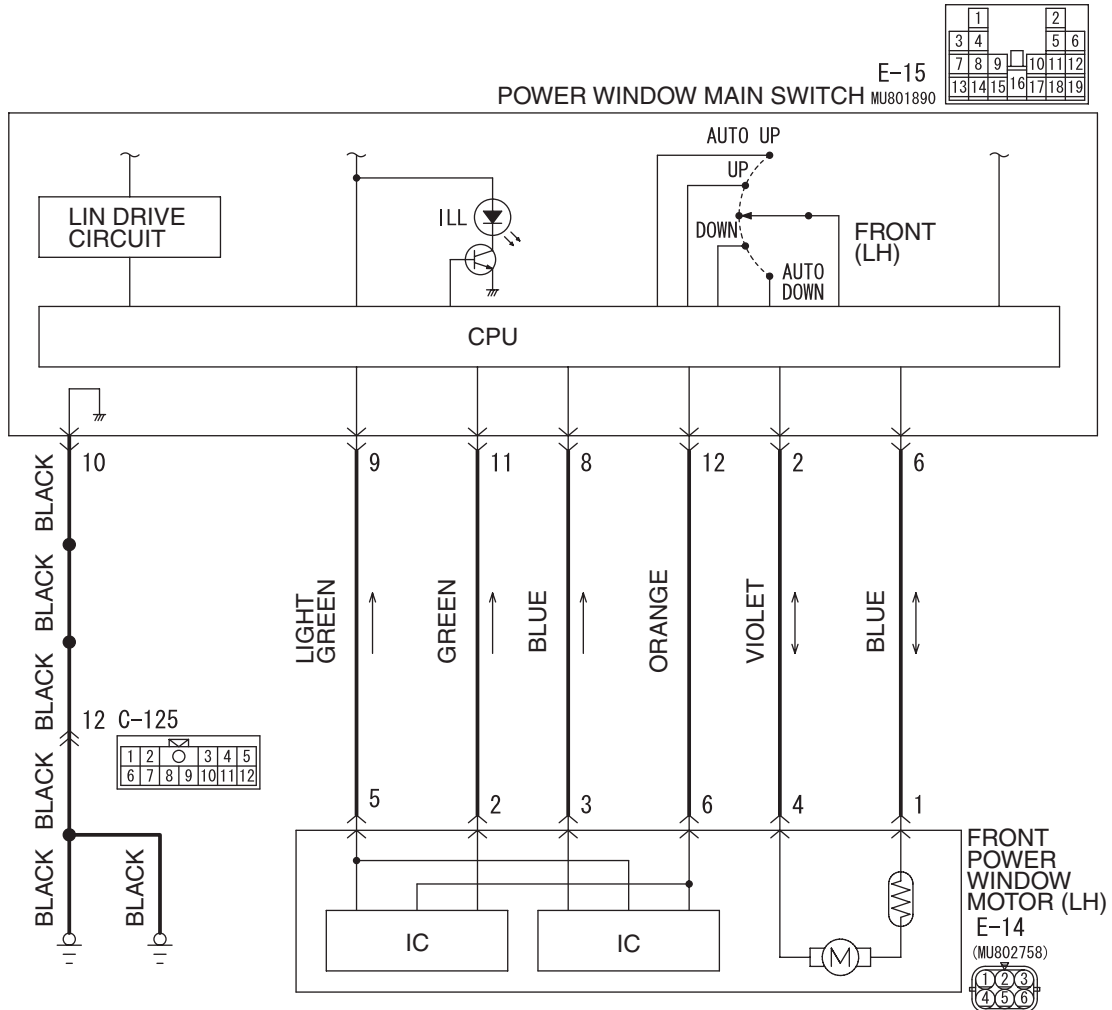 1 2
3 4 5 6
E-15
7 8 9 10 11 12
POWER WINDOW MAIN SWITCH MU801890
13 14 15 16 17 18 19
AUTO UP
UP
LIN DRIVE
CIRCUIT
ILL
DOWN
FRONT
(LH)
AUTO
DOWN
CPU
10 9 11 8 12 2 6
BLACK
BLACK
BLACK
BLACK
BLACK
BLACK
LIGHT
GREEN
GREEN
BLUE
ORANGE
VIOLET
BLUE
12 C-125
1 2 3 4 5
6 7 8 9 10 11 12
5 2 3 6 4 1
FRONT
POWER
WINDOW
MOTOR (LH)
E-14
(MU802758)
IC
IC
M
1 2 3
4 5 6